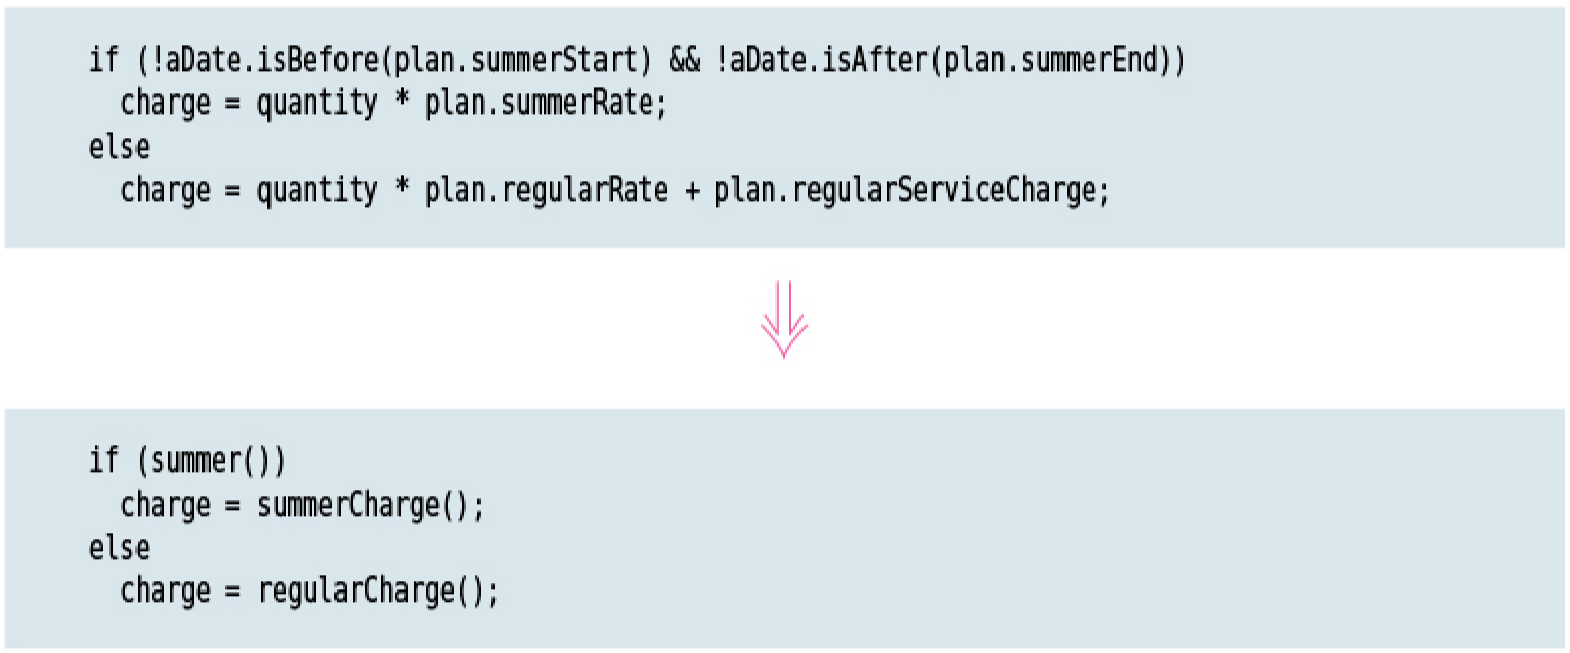 if (!aDate.isBefore(plan.summerStart) && !aDate.isAfter(plan.summerEnd))
  charge = quantity * plan.summerRate;
else
  charge = quantity * plan.regularRate + plan.regularServiceCharge;
if (summer())
  charge = summerCharge();
else
  charge = regularCharge();